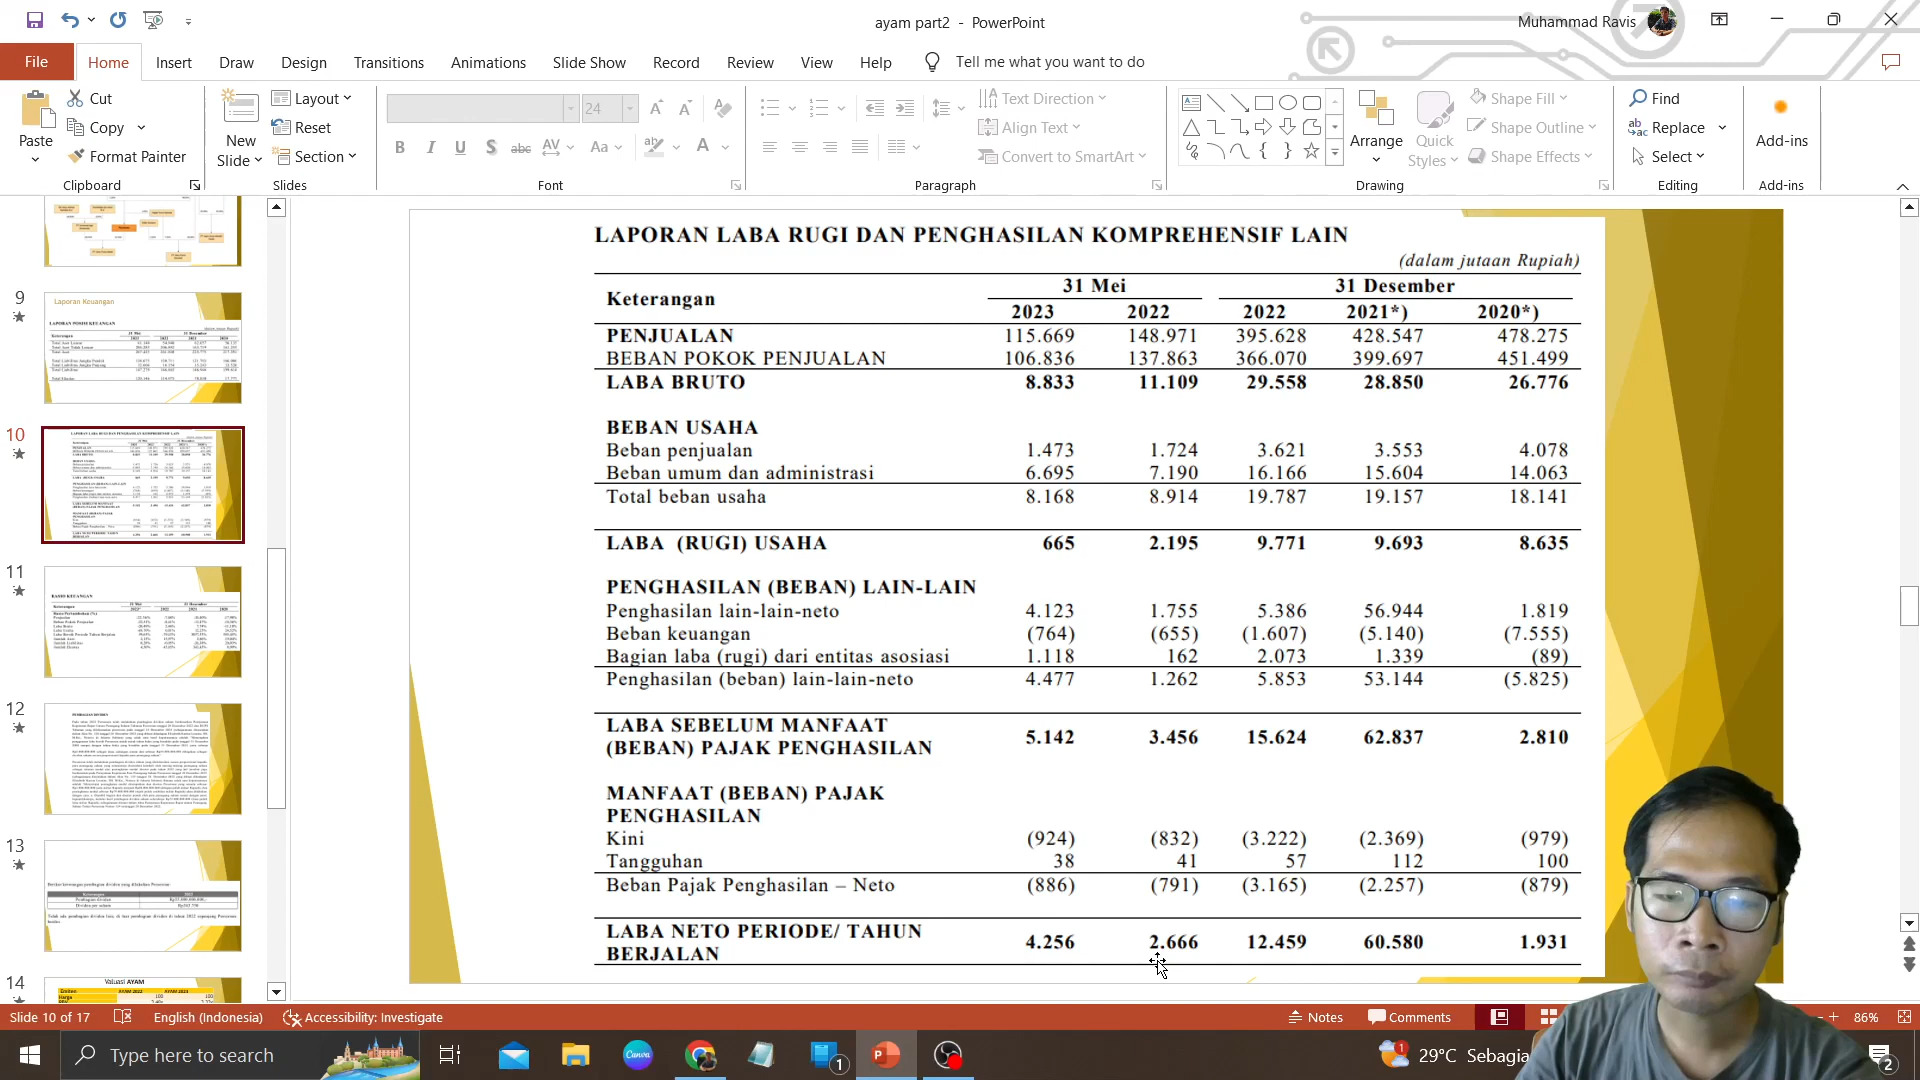 ayam part2 - PowerPoint
Muhammad Ravis
File Home Insert Draw Design Transitions Animations Slide Show Record Review View Help Tell me what you want to do
Paste
Cut
Copy
Format Painter
Clipboard
New Slide
Layout
Reset
Section
Slides
24
Font
Text Direction
Align Text
Convert to SmartArt
Paragraph
Arrange
Quick Styles
Shape Fill
Shape Outline
Shape Effects
Drawing
Find
Replace
Select
Editing
Add-ins
Add-ins
9
Laporan Keuangan
10
11
12
13
14
Valuasi AYAM
LAPORAN LABA RUGI DAN PENGHASILAN KOMPREHENSIF LAIN
(dalam jutaan Rupiah)
Keterangan 31 Mei 31 Desember
2023 2022 2022 2021*) 2020*)
PENJUALAN 115.669 148.971 395.628 428.547 478.275
BEBAN POKOK PENJUALAN 106.836 137.863 366.070 399.697 451.499
LABA BRUTO 8.833 11.109 29.558 28.850 26.776
BEBAN USAHA
Beban penjualan 1.473 1.724 3.621 3.553 4.078
Beban umum dan administrasi 6.695 7.190 16.166 15.604 14.063
Total beban usaha 8.168 8.914 19.787 19.157 18.141
LABA (RUGI) USAHA 665 2.195 9.771 9.693 8.635
PENGHASILAN (BEBAN) LAIN-LAIN
Penghasilan lain-lain-neto 4.123 1.755 5.386 56.944 1.819
Beban keuangan (764) (655) (1.607) (5.140) (7.555)
Bagian laba (rugi) dari entitas asosiasi 1.118 162 2.073 1.339 (89)
Penghasilan (beban) lain-lain-neto 4.477 1.262 5.853 53.144 (5.825)
LABA SEBELUM MANFAAT
(BEBAN) PAJAK PENGHASILAN 5.142 3.456 15.624 62.837 2.810
MANFAAT (BEBAN) PAJAK
PENGHASILAN
Kini (924) (832) (3.222) (2.369) (979)
Tangguhan 38 41 57 112 100
Beban Pajak Penghasilan – Neto (886) (791) (3.165) (2.257) (879)
LABA NETO PERIODE/ TAHUN
BERJALAN 4.256 2.666 12.459 60.580 1.931
Slide 10 of 17 English (Indonesia) Accessibility: Investigate Notes Comments 86%
Type here to search
1
1
29°C Sebagia
2